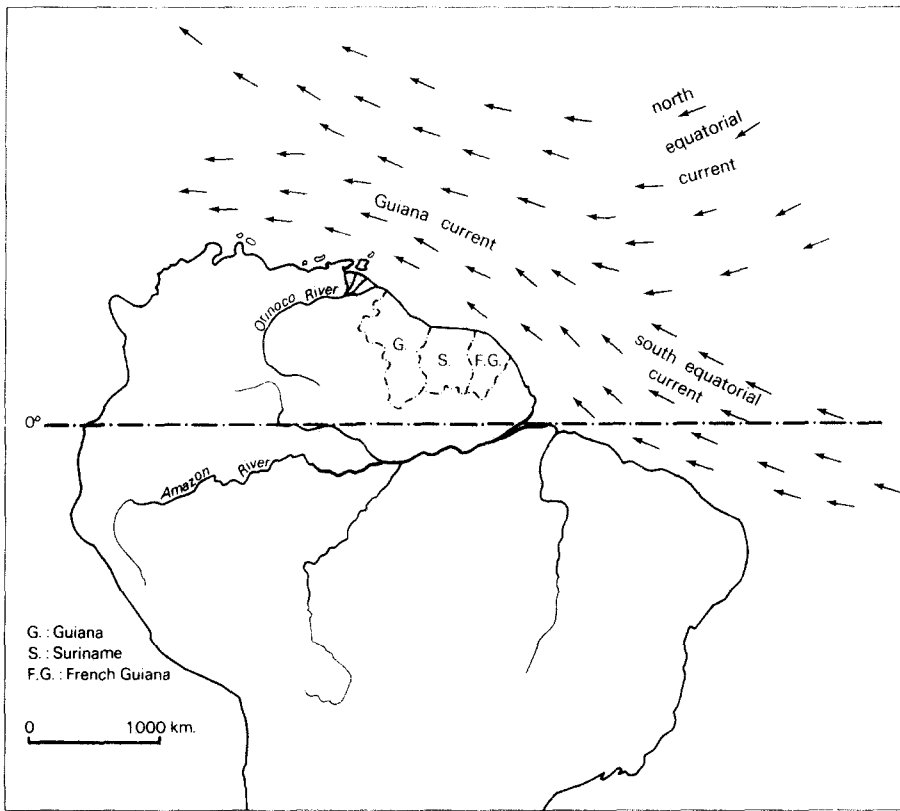 north
equatorial
current
Guiana current
Orinoco River
G.
S.
F.G.
south equatorial
current
0°
Amazon River
G. : Guiana
S. : Suriname
F.G. : French Guiana
0 1000 km.